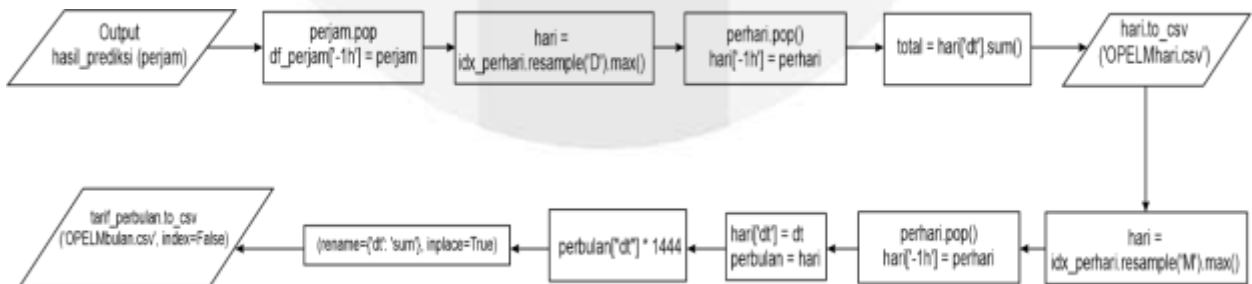 Output
hasil_prediksi (perjam)
perjam.pop
df_perjam['-1h'] = perjam
hari =
idx_perhari.resample('D').max()
perhari.pop()
hari['-1h'] = perhari
total = hari['dt'].sum()
hari.to_csv
('OPELMhari.csv')
hari =
idx_perhari.resample('M').max()
perhari.pop()
hari['-1h'] = perhari
hari['dt'] = dt
perbulan = hari
perbulan["dt"] * 1444
(rename={'dt': 'sum'}, inplace=True)
tarif_perbulan.to_csv
('OPELMbulan.csv', index=False)